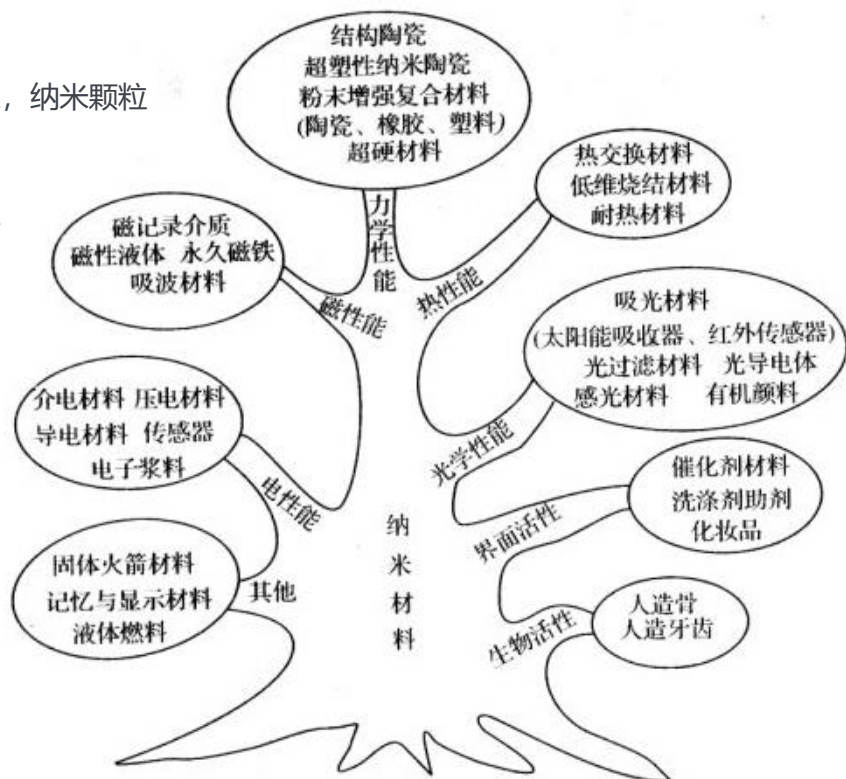 ，纳米颗粒
结构陶瓷
超塑性纳米陶瓷
粉末增强复合材料
(陶瓷、橡胶、塑料)
超硬材料
力学性能
热交换材料
低维烧结材料
耐热材料
热性能
磁记录介质
磁性液体 永久磁铁
吸波材料
磁性能
吸光材料
(太阳能吸收器、红外传感器)
光过滤材料 光导电体
感光材料 有机颜料
光学性能
介电材料 压电材料
导电材料 传感器
电子浆料
电性能
催化剂材料
洗涤剂助剂
化妆品
界面活性
固体火箭材料
记忆与显示材料
液体燃料
其他
人造骨
人造牙齿
生物活性
纳米材料